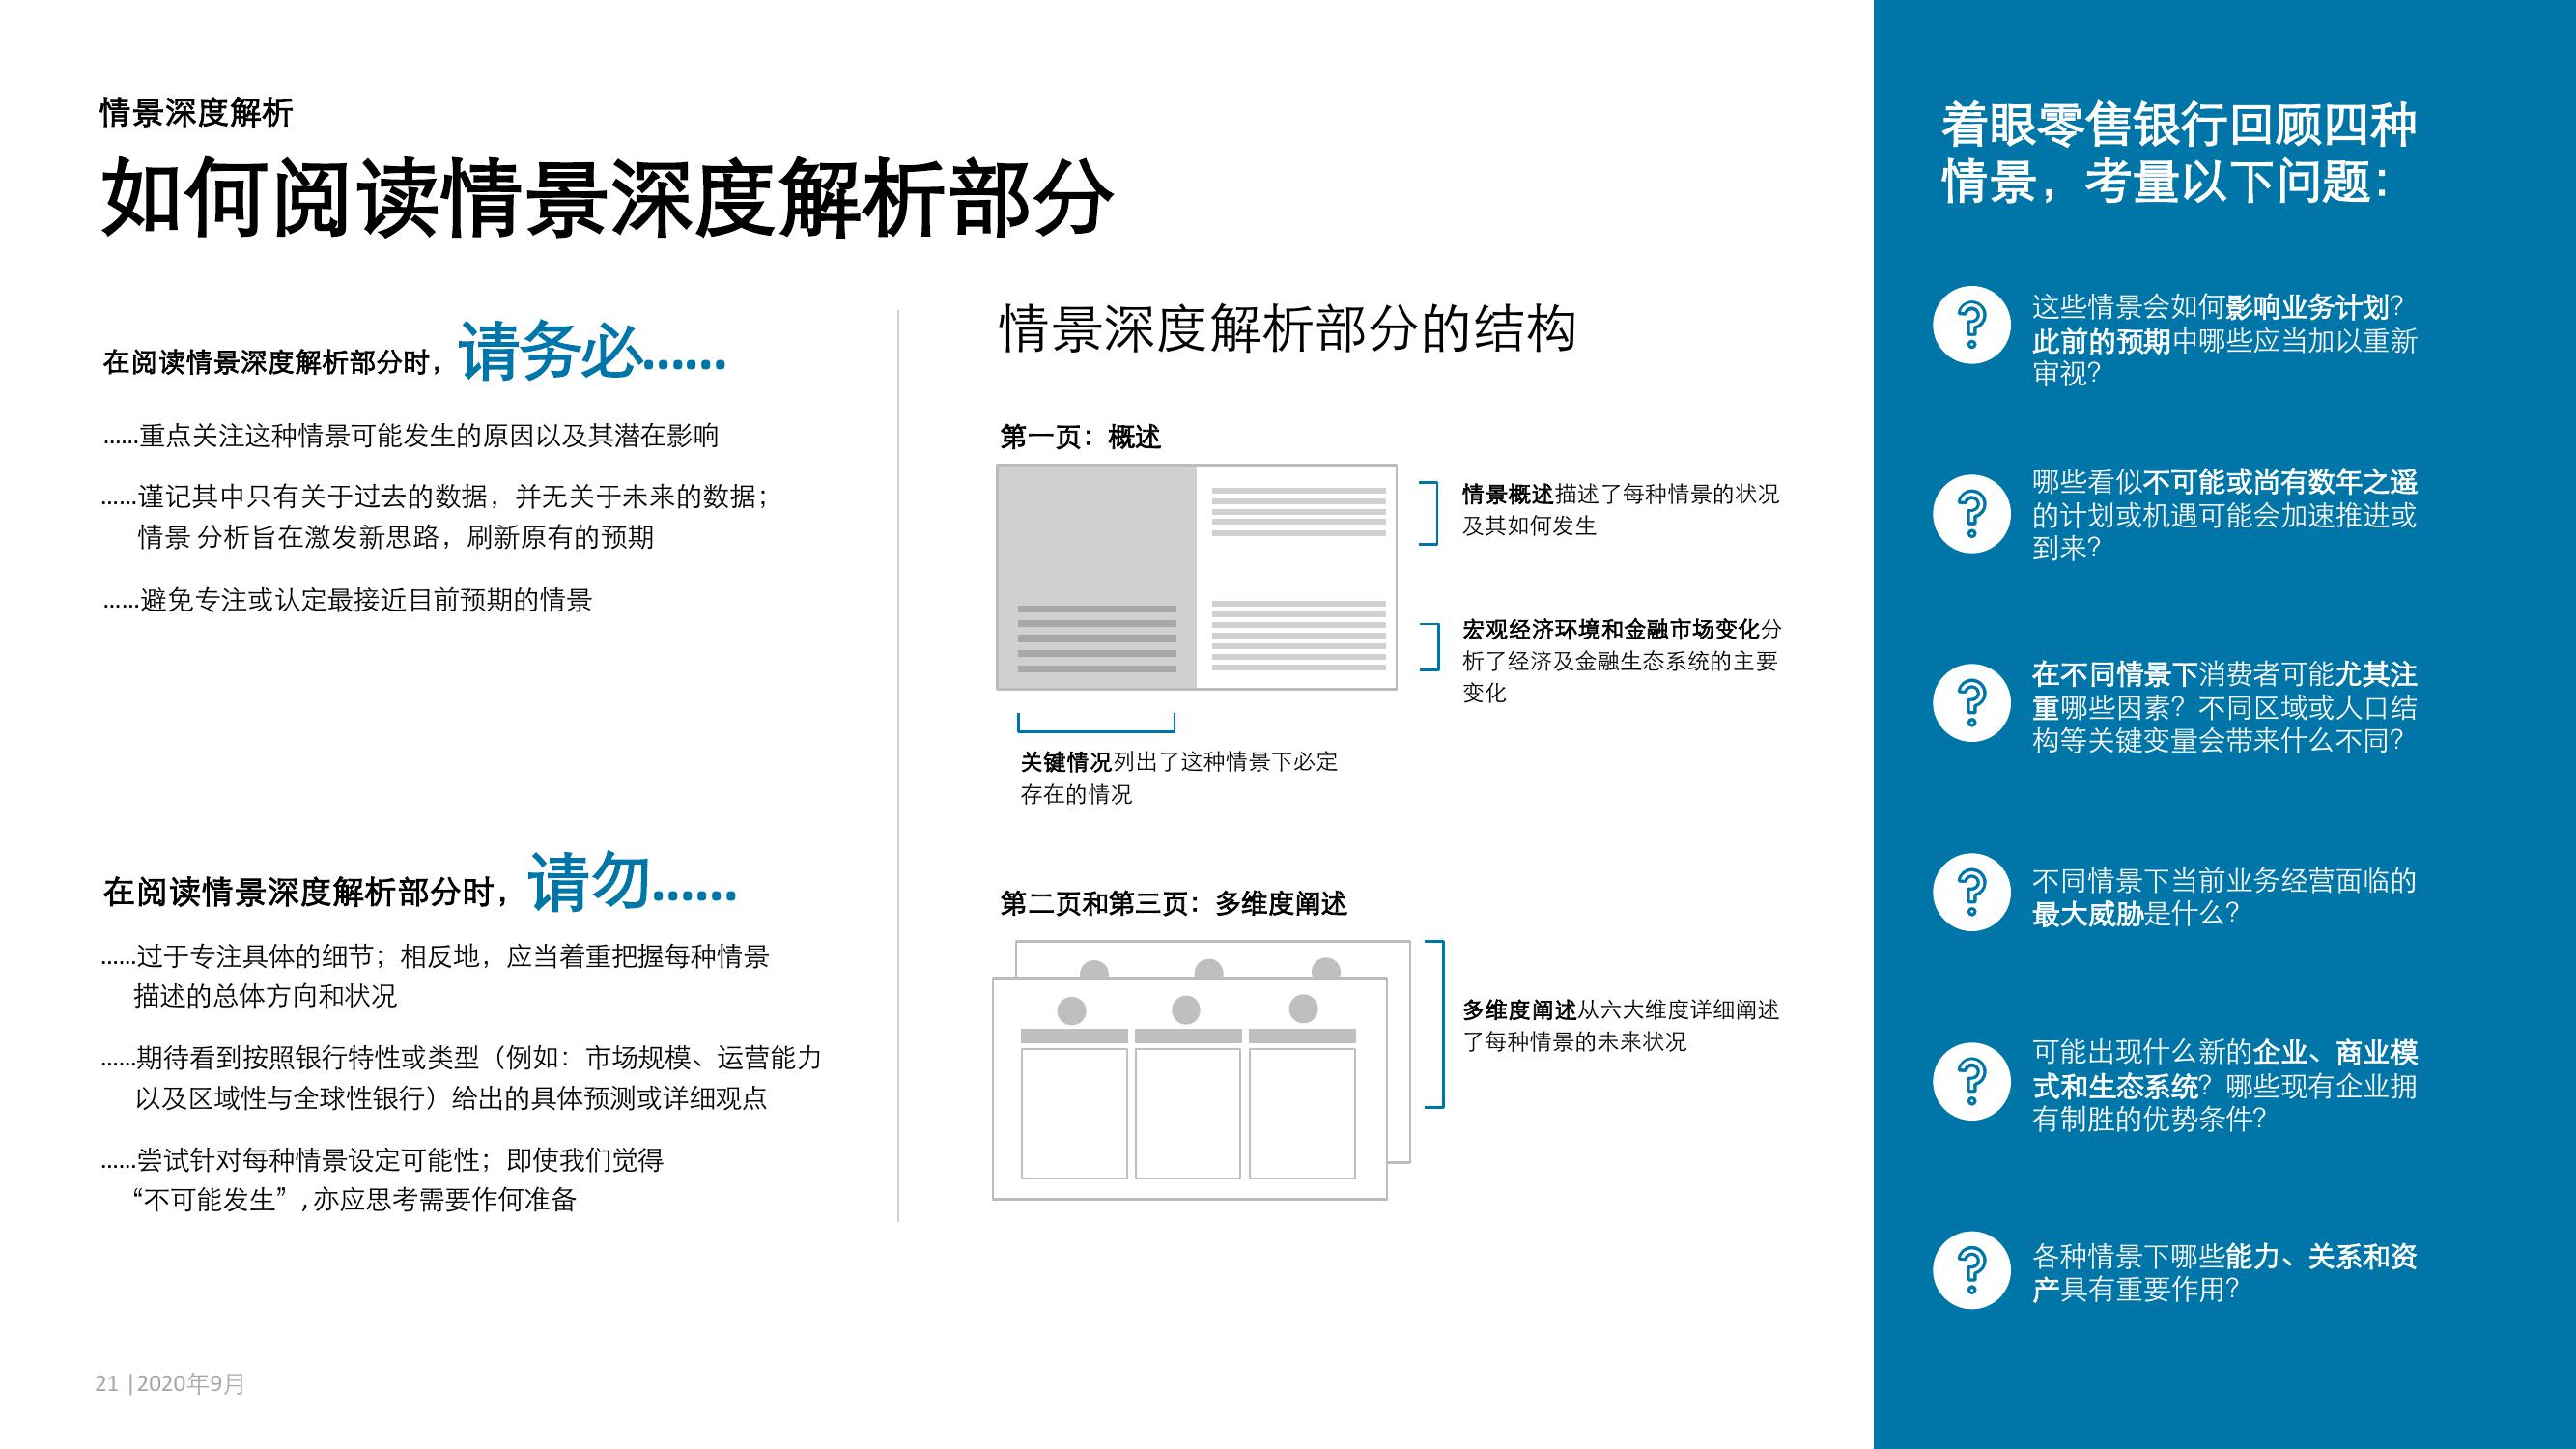 情景深度解析
如何阅读情景深度解析部分
在阅读情景深度解析部分时，请务必……
……重点关注这种情景可能发生的原因以及其潜在影响
……谨记其中只有关于过去的数据，并无关于未来的数据；
情景 分析旨在激发新思路，刷新原有的预期
……避免专注或认定最接近目前预期的情景
在阅读情景深度解析部分时，请勿……
……过于专注具体的细节；相反地，应当着重把握每种情景
描述的总体方向和状况
……期待看到按照银行特性或类型（例如：市场规模、运营能力
以及区域性与全球性银行）给出的具体预测或详细观点
……尝试针对每种情景设定可能性；即使我们觉得
“不可能发生”,亦应思考需要作何准备
情景深度解析部分的结构
第一页：概述
情景概述描述了每种情景的状况
及其如何发生
宏观经济环境和金融市场变化分
析了经济及金融生态系统的主要
变化
关键情况列出了这种情景下必定
存在的情况
第二页和第三页：多维度阐述
多维度阐述从六大维度详细阐述
了每种情景的未来状况
着眼零售银行回顾四种
情景，考量以下问题：
这些情景会如何影响业务计划？
此前的预期中哪些应当加以重新
审视？
哪些看似不可能或尚有数年之遥
的计划或机遇可能会加速推进或
到来？
在不同情景下消费者可能尤其注
重哪些因素？不同区域或人口结
构等关键变量会带来什么不同？
不同情景下当前业务经营面临的
最大威胁是什么？
可能出现什么新的企业、商业模
式和生态系统？哪些现有企业拥
有制胜的优势条件？
各种情景下哪些能力、关系和资
产具有重要作用？
21 |2020年9月